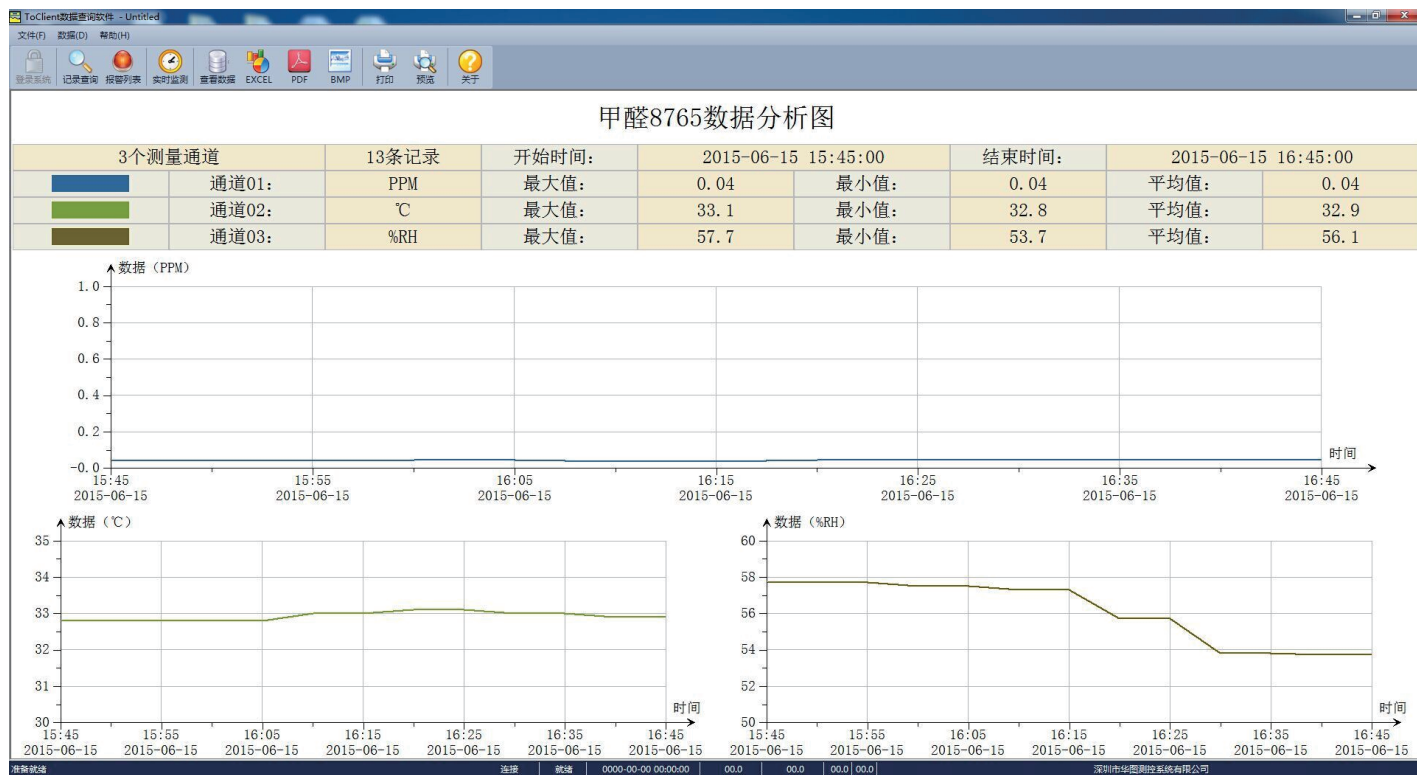 ToClient数据查询软件 - Untitled
文件(F) 数据(D) 帮助(H)
登录系统 记录查询 报警列表 实时监测 查看数据 EXCEL PDF BMP 打印 预览 关于
甲醛8765数据分析图
3个测量通道 13条记录 开始时间: 2015-06-15 15:45:00 结束时间: 2015-06-15 16:45:00
通道01: PPM 最大值: 0.04 最小值: 0.04 平均值: 0.04
通道02: ℃ 最大值: 33.1 最小值: 32.8 平均值: 32.9
通道03: %RH 最大值: 57.7 最小值: 53.7 平均值: 56.1
数据（PPM）
1.0
0.8
0.6
0.4
0.2
-0.0
时间
15:45 15:55 16:05 16:15 16:25 16:35 16:45
2015-06-15 2015-06-15 2015-06-15 2015-06-15 2015-06-15 2015-06-15 2015-06-15
数据（℃）
35
34
33
32
31
30
时间
15:45 15:55 16:05 16:15 16:25 16:35 16:45
2015-06-15 2015-06-15 2015-06-15 2015-06-15 2015-06-15 2015-06-15 2015-06-15
数据（%RH）
60
58
56
54
52
50
时间
15:45 15:55 16:05 16:15 16:25 16:35 16:45
2015-06-15 2015-06-15 2015-06-15 2015-06-15 2015-06-15 2015-06-15 2015-06-15
准备就绪 连接 就绪 0000-00-00 00:00:00 00.0 00.0 00.0 00.0 深圳市华图测控系统有限公司